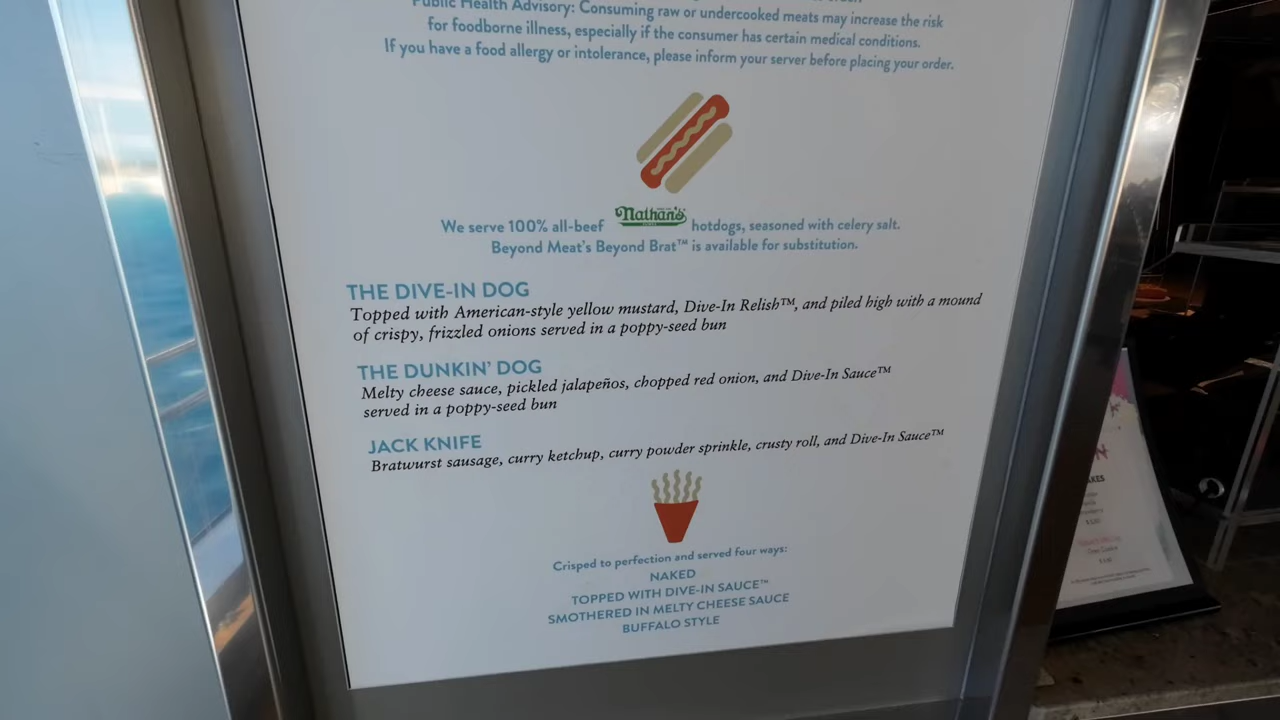 Public Health Advisory: Consuming raw or undercooked meats may increase the risk
for foodborne illness, especially if the consumer has certain medical conditions.
If you have a food allergy or intolerance, please inform your server before placing your order.
We serve 100% all-beef Nathan's hotdogs, seasoned with celery salt.
Beyond Meat's Beyond Brat™ is available for substitution.
THE DIVE-IN DOG
Topped with American-style yellow mustard, Dive-In Relish™, and piled high with a mound
of crispy, frizzled onions served in a poppy-seed bun
THE DUNKIN' DOG
Melty cheese sauce, pickled jalapeños, chopped red onion, and Dive-In Sauce™
served in a poppy-seed bun
JACK KNIFE
Bratwurst sausage, curry ketchup, curry powder sprinkle, crusty roll, and Dive-In Sauce™
Crisped to perfection and served four ways:
NAKED
TOPPED WITH DIVE-IN SAUCE™
SMOTHERED IN MELTY CHEESE SAUCE
BUFFALO STYLE